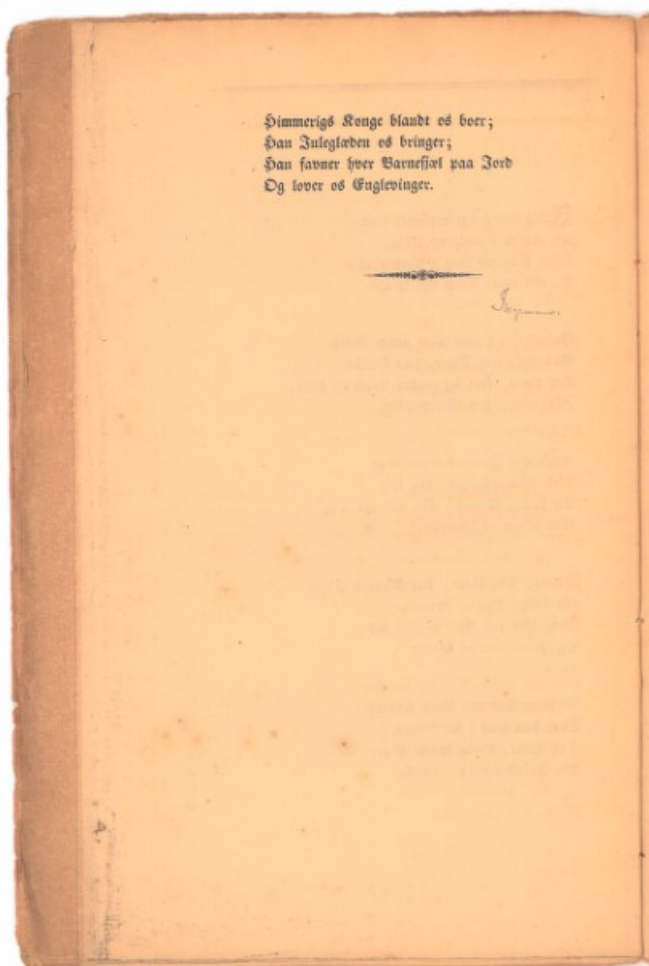 Himmerigs Konge blandt os boer;
Han Juleglæden os bringer;
Han favner hver Barnesjæl paa Jord
Og lover os Englevinger.